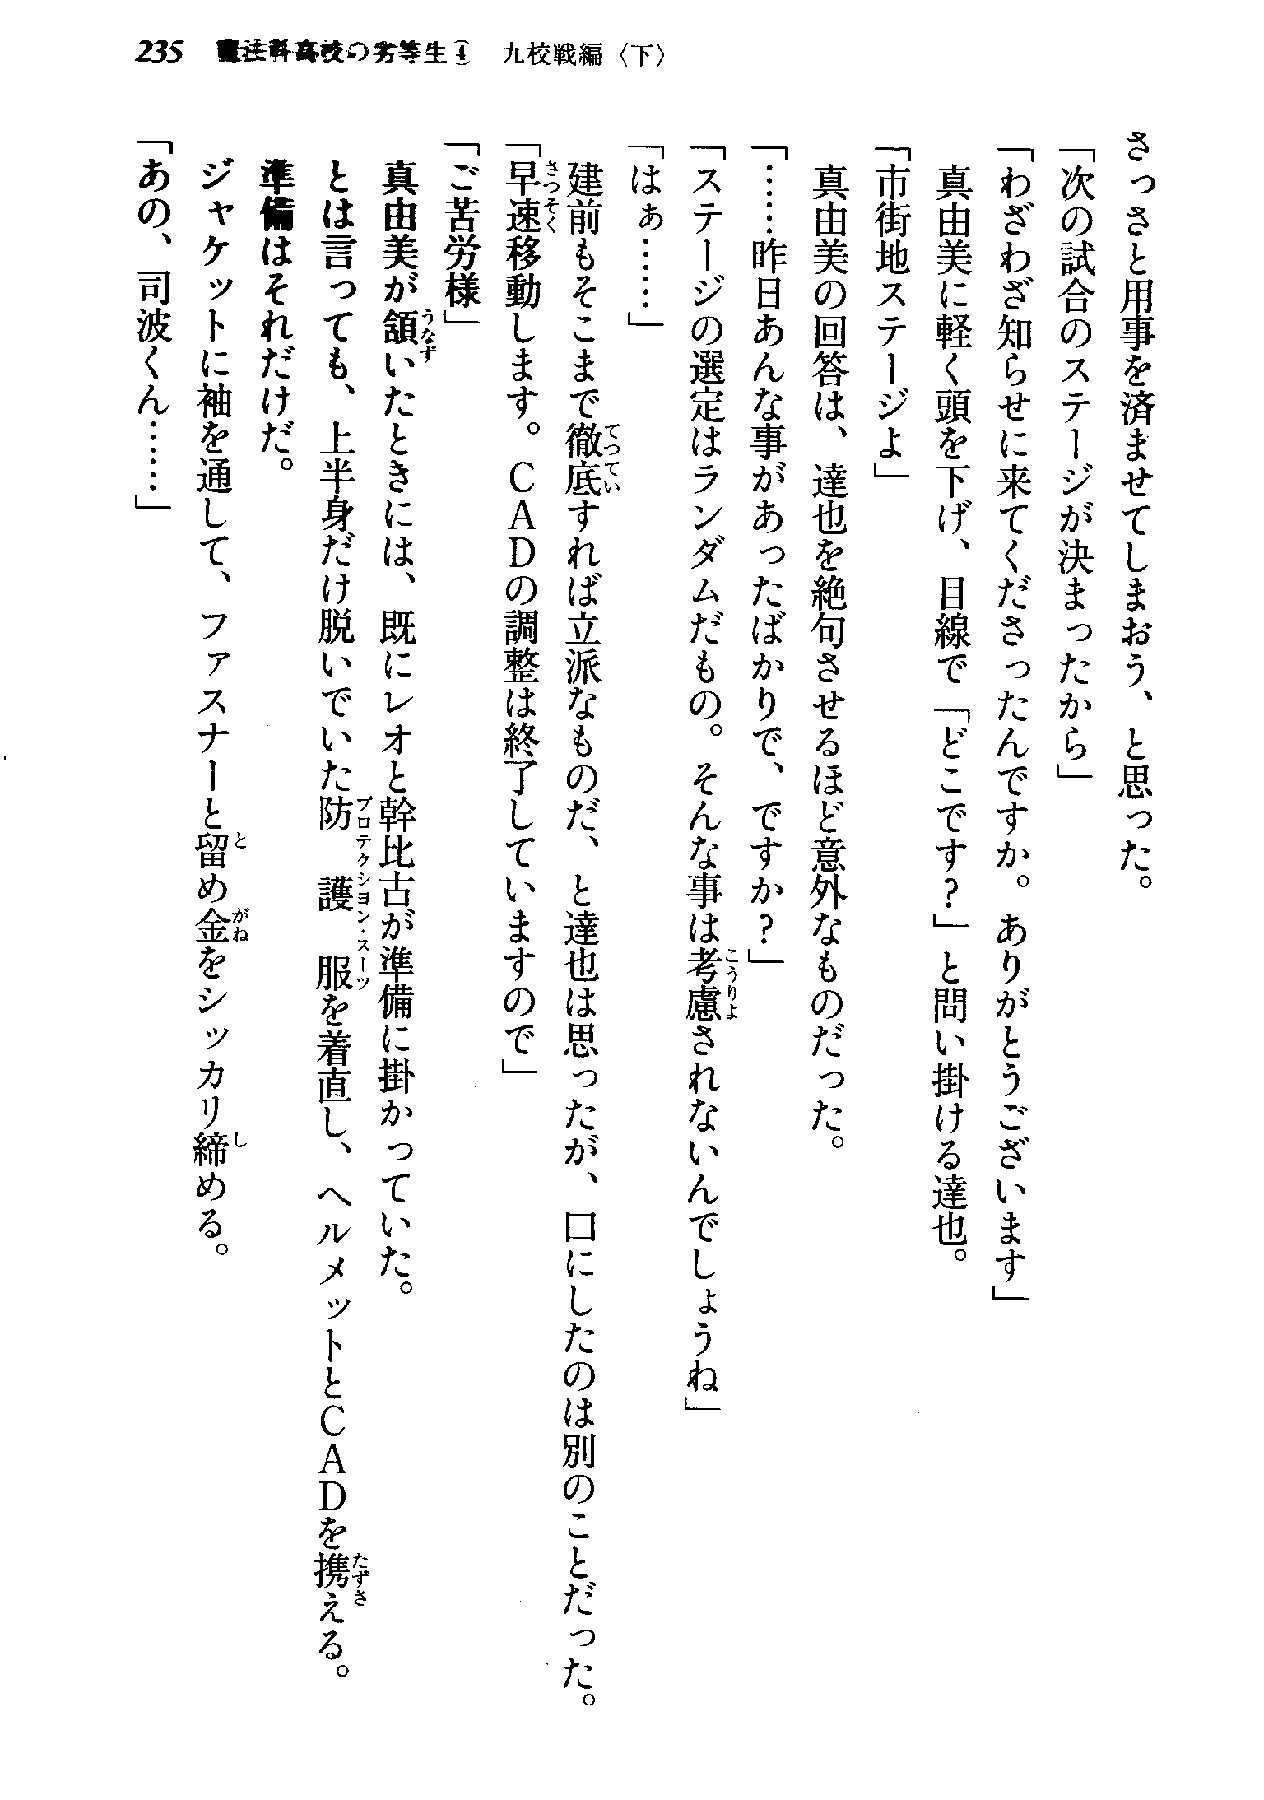 235 魔法科高校の劣等生④ 九校戦編〈下〉
さっさと用事を済ませてしまおう、と思った。
「次の試合のステージが決まったから」
「わざわざ知らせに来てくださったんですか。ありがとうございます」
真由美に軽く頭を下げ、目線で「どこです?」と問い掛ける達也。
「市街地ステージよ」
真由美の回答は、達也を絶句させるほど意外なものだった。
「……昨日あんな事があったばかりで、ですか?」
「ステージの選定はランダムだもの。そんな事は考慮されないんでしょうね」
「はぁ……」
建前もそこまで徹底すれば立派なものだ、と達也は思ったが、口にしたのは別のことだった。
「早速移動します。CADの調整は終了していますので」
「ご苦労様」
真由美が頷いたときには、既にレオと幹比古が準備に掛かっていた。
とは言っても、上半身だけ脱いでいた防護服を着直し、ヘルメットとCADを携える。
準備はそれだけだ。
ジャケットに袖を通して、ファスナーと留め金をシッカリ締める。
「あの、司波くん……」